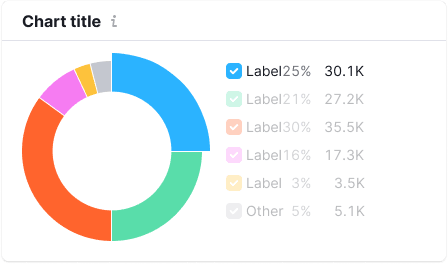 Chart title
Label 25% 30.1K
Label 21% 27.2K
Label 30% 35.5K
Label 16% 17.3K
Label 3% 3.5K
Other 5% 5.1K